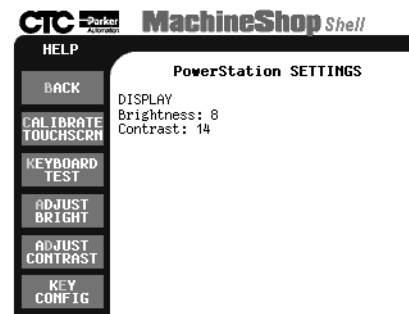 CTC Parker Automation MachineShop Shell
HELP
PowerStation SETTINGS
BACK
DISPLAY
Brightness: 8
Contrast: 14
CALIBRATE
TOUCHSCRN
KEYBOARD
TEST
ADJUST
BRIGHT
ADJUST
CONTRAST
KEY
CONFIG